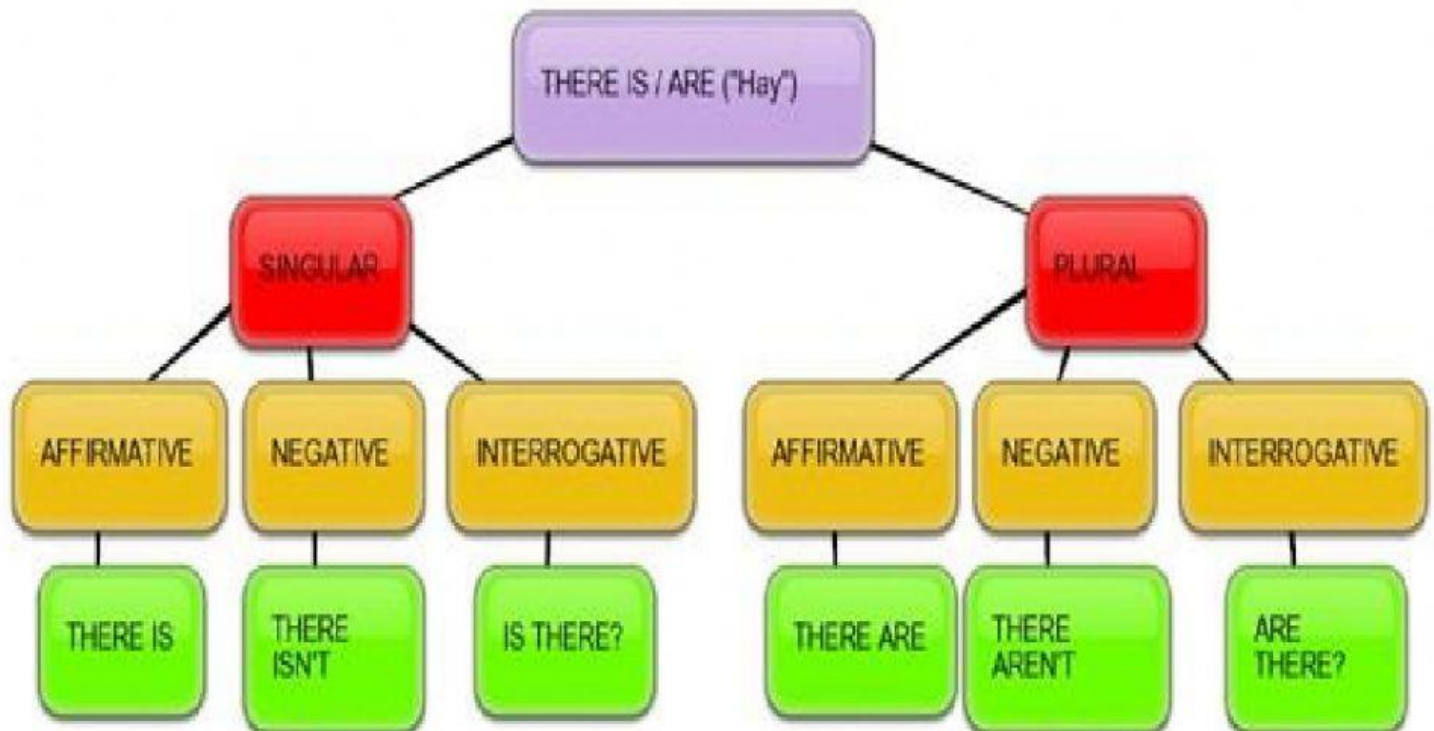 THERE IS / ARE ("Hay")
SINGULAR
PLURAL
AFFIRMATIVE
NEGATIVE
INTERROGATIVE
AFFIRMATIVE
NEGATIVE
INTERROGATIVE
THERE IS
THERE
ISN'T
IS THERE?
THERE ARE
THERE
AREN'T
ARE
THERE?